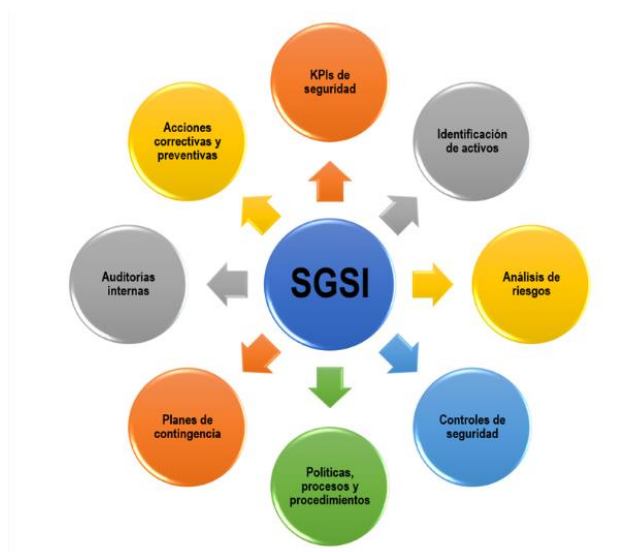 KPIs de
seguridad
Identificación
de activos
Análisis de
riesgos
Controles de
seguridad
Políticas,
procesos y
procedimientos
Planes de
contingencia
Auditorías
internas
Acciones
correctivas y
preventivas
SGSI